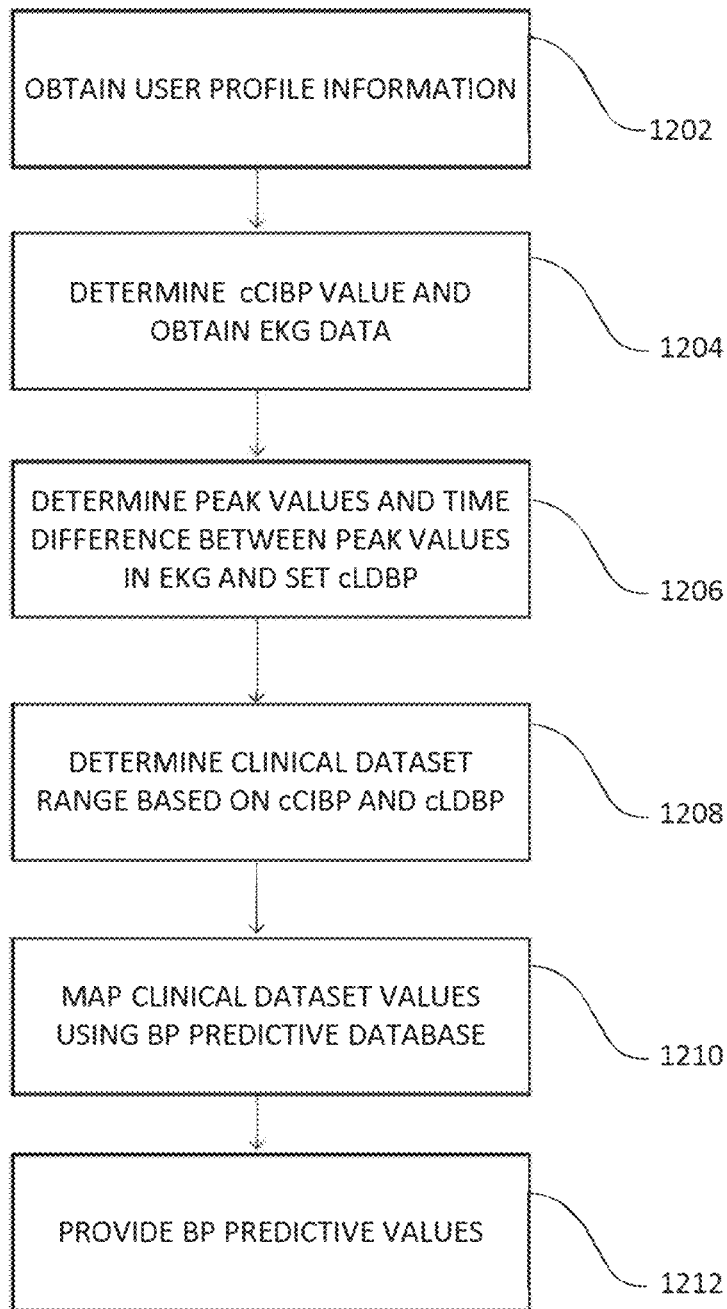 OBTAIN USER PROFILE INFORMATION
1202
DETERMINE cCIBP VALUE AND
OBTAIN EKG DATA
1204
DETERMINE PEAK VALUES AND TIME
DIFFERENCE BETWEEN PEAK VALUES
IN EKG AND SET cLDBP
1206
DETERMINE CLINICAL DATASET
RANGE BASED ON cCIBP AND cLDBP
1208
MAP CLINICAL DATASET VALUES
USING BP PREDICTIVE DATABASE
1210
PROVIDE BP PREDICTIVE VALUES
1212